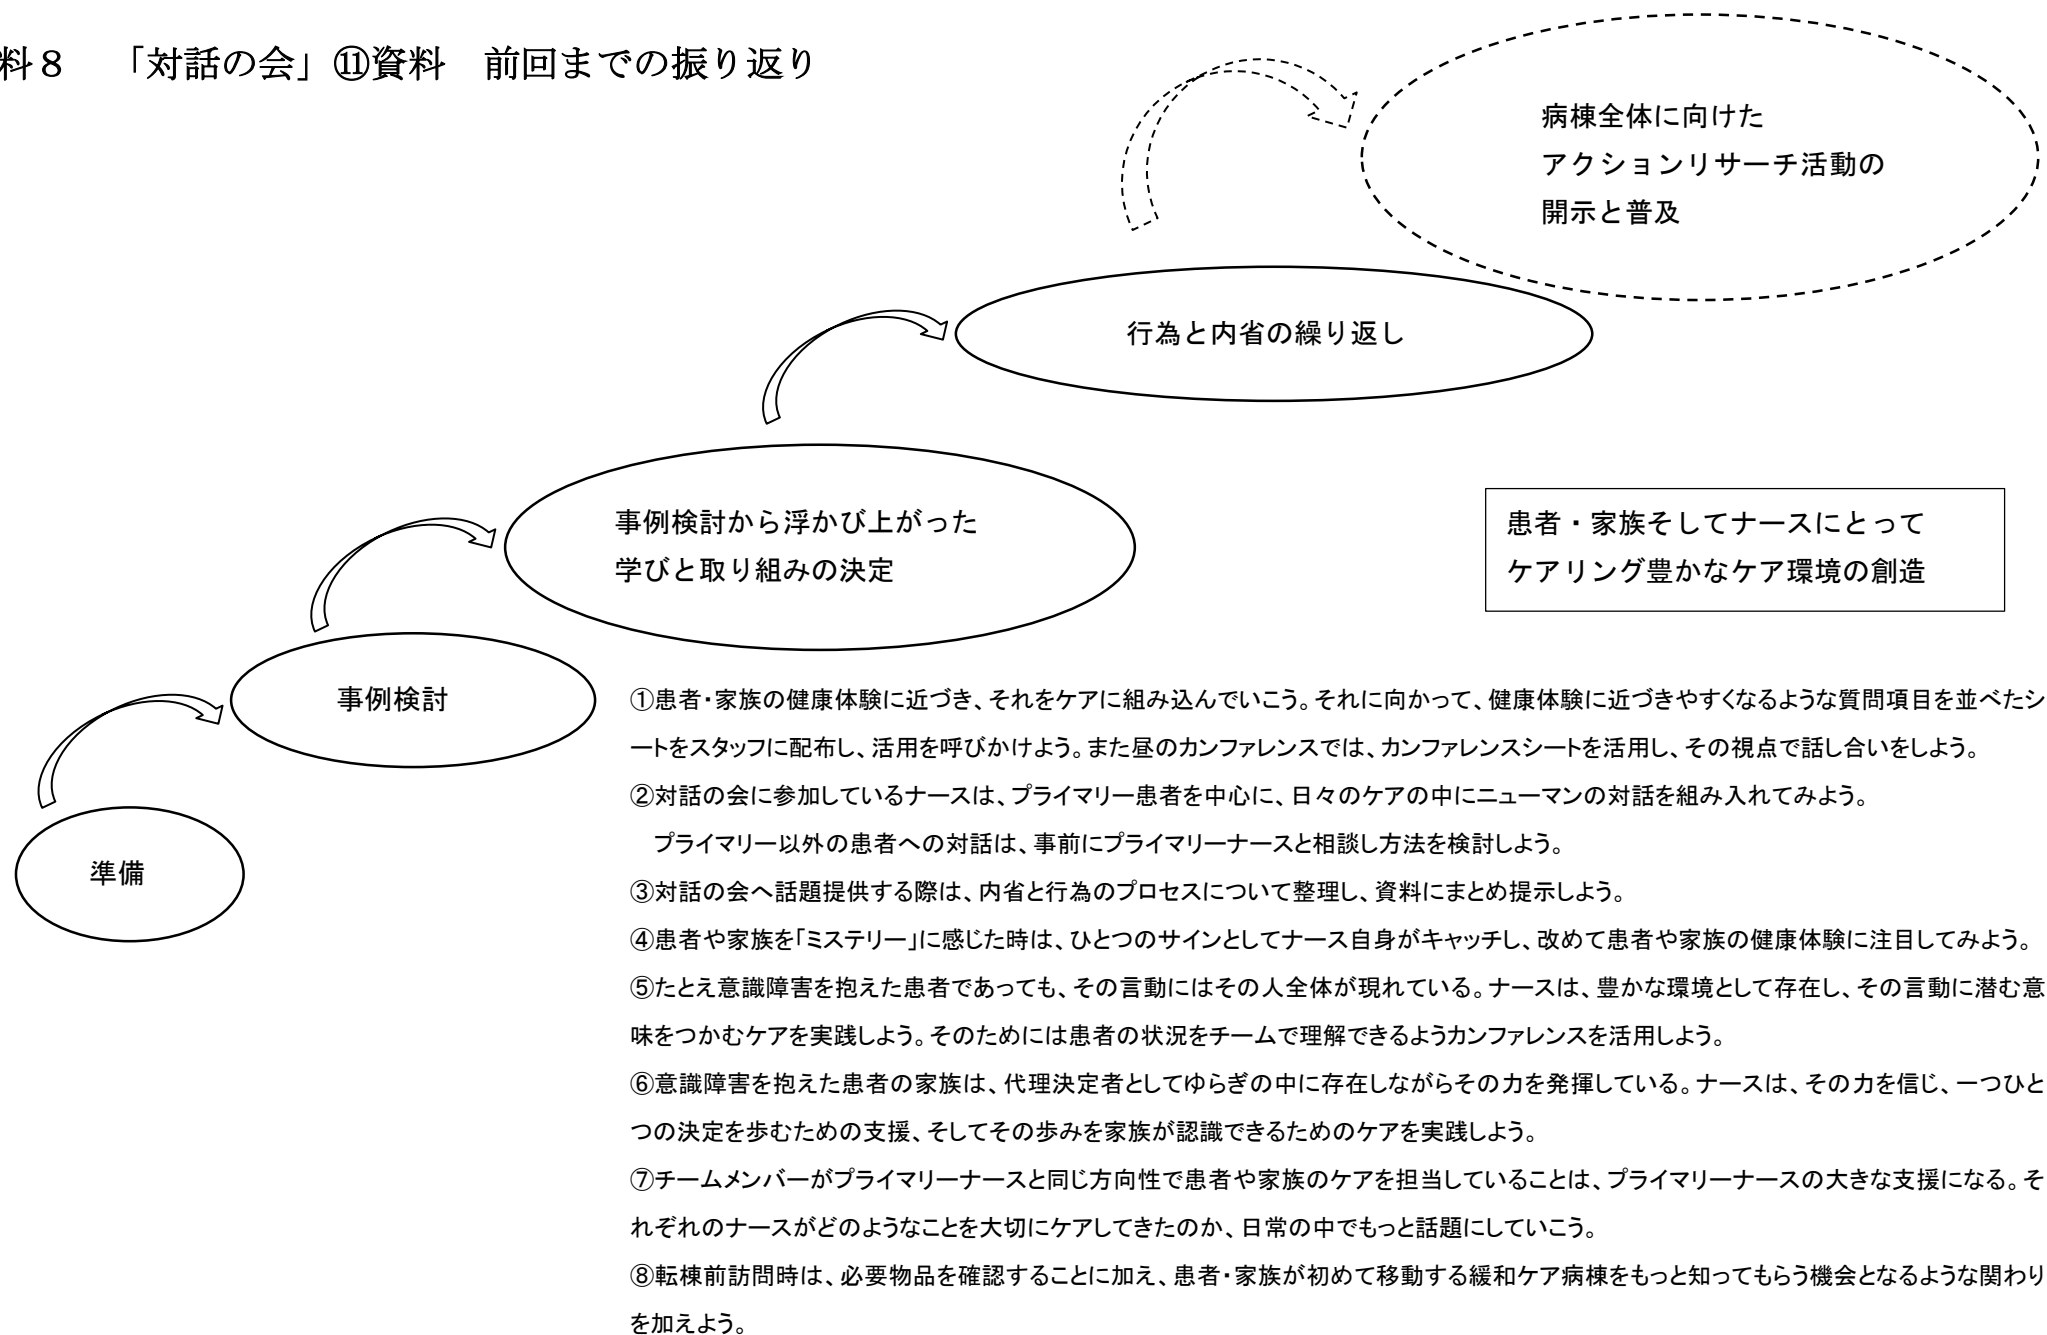 料８　「対話の会」⑪資料　前回までの振り返り
病棟全体に向けた
アクションリサーチ活動の
開示と普及
行為と内省の繰り返し
事例検討から浮かび上がった
学びと取り組みの決定
患者・家族そしてナースにとって
ケアリング豊かなケア環境の創造
事例検討
準備
①患者・家族の健康体験に近づき、それをケアに組み込んでいこう。それに向かって、健康体験に近づきやすくなるような質問項目を並べたシ
ートをスタッフに配布し、活用を呼びかけよう。また昼のカンファレンスでは、カンファレンスシートを活用し、その視点で話し合いをしよう。
②対話の会に参加しているナースは、プライマリー患者を中心に、日々のケアの中にニューマンの対話を組み入れてみよう。
プライマリー以外の患者への対話は、事前にプライマリーナースと相談し方法を検討しよう。
③対話の会へ話題提供する際は、内省と行為のプロセスについて整理し、資料にまとめ提示しよう。
④患者や家族を「ミステリー」に感じた時は、ひとつのサインとしてナース自身がキャッチし、改めて患者や家族の健康体験に注目してみよう。
⑤たとえ意識障害を抱えた患者であっても、その言動にはその人全体が現れている。ナースは、豊かな環境として存在し、その言動に潜む意
味をつかむケアを実践しよう。そのためには患者の状況をチームで理解できるようカンファレンスを活用しよう。
⑥意識障害を抱えた患者の家族は、代理決定者としてゆらぎの中に存在しながらその力を発揮している。ナースは、その力を信じ、一つひと
つの決定を歩むための支援、そしてその歩みを家族が認識できるためのケアを実践しよう。
⑦チームメンバーがプライマリーナースと同じ方向性で患者や家族のケアを担当していることは、プライマリーナースの大きな支援になる。そ
れぞれのナースがどのようなことを大切にケアしてきたのか、日常の中でもっと話題にしていこう。
⑧転棟前訪問時は、必要物品を確認することに加え、患者・家族が初めて移動する緩和ケア病棟をもっと知ってもらう機会となるような関わり
を加えよう。